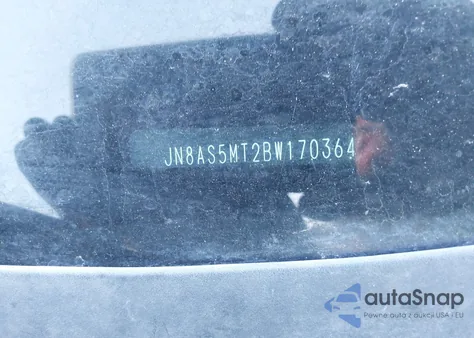 JN8AS5MT2BW170364
autoSnap
Pewne auta z aukcji USA i EU